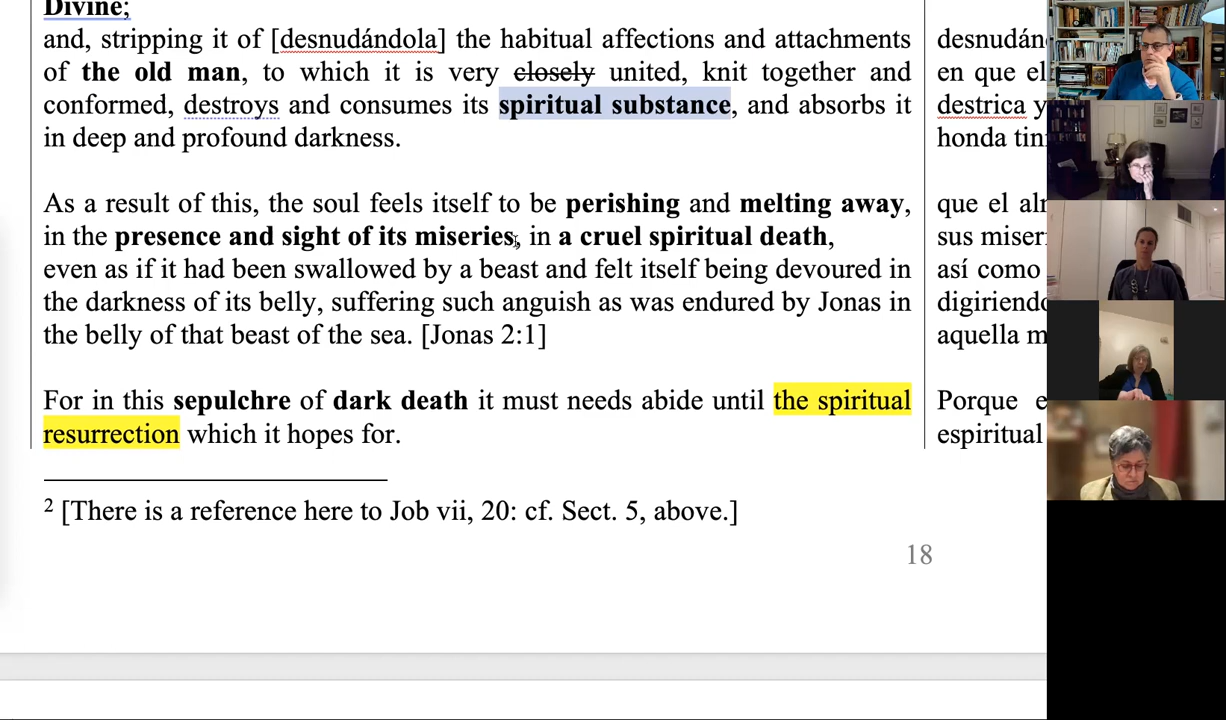 Divine;
and, stripping it of [desnudándola] the habitual affections and attachments
of the old man, to which it is very closely united, knit together and
conformed, destroys and consumes its spiritual substance, and absorbs it
in deep and profound darkness.
As a result of this, the soul feels itself to be perishing and melting away,
in the presence and sight of its miseries, in a cruel spiritual death,
even as if it had been swallowed by a beast and felt itself being devoured in
the darkness of its belly, suffering such anguish as was endured by Jonas in
the belly of that beast of the sea. [Jonas 2:1]
For in this sepulchre of dark death it must needs abide until the spiritual
resurrection which it hopes for.
desnudán
en que el
destrica y
honda tin
que el alr
sus miser
así como
digiriendo
aquella m
Porque e
espiritual
2 [There is a reference here to Job vii, 20: cf. Sect. 5, above.]
18